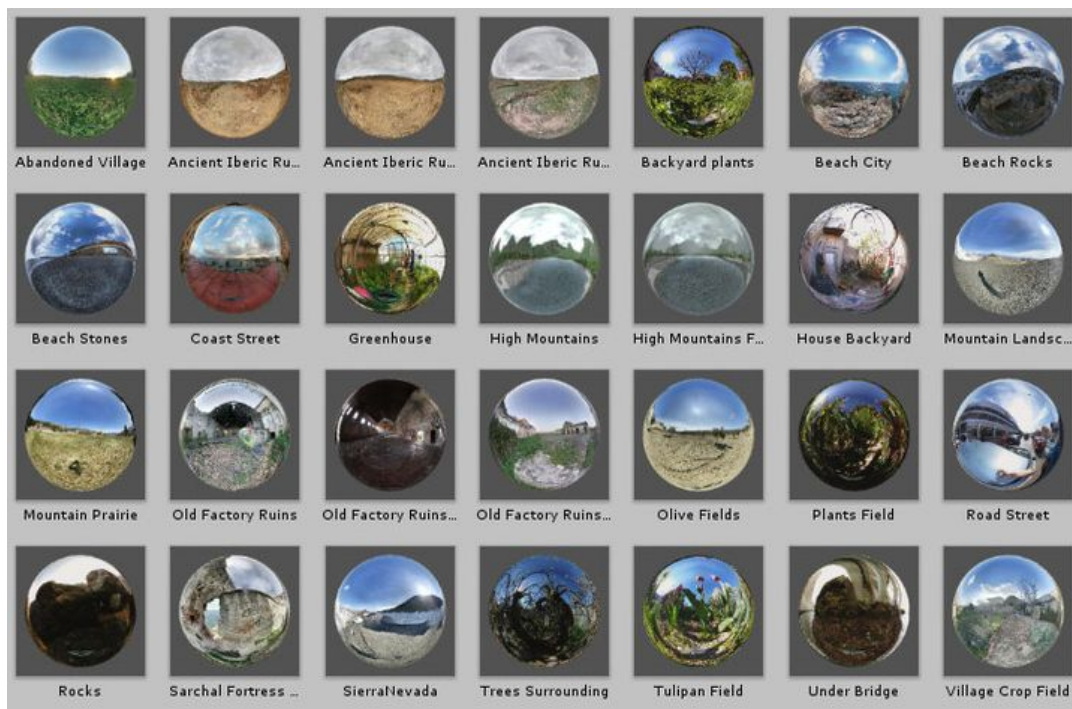 Abandoned Village
Ancient Iberic Ru...
Ancient Iberic Ru...
Ancient Iberic Ru...
Backyard plants
Beach City
Beach Rocks
Beach Stones
Coast Street
Greenhouse
High Mountains
High Mountains F...
House Backyard
Mountain Landsc...
Mountain Prairie
Old Factory Ruins
Old Factory Ruins...
Old Factory Ruins...
Olive Fields
Plants Field
Road Street
Rocks
Sarchal Fortress ...
SierraNevada
Trees Surrounding
Tulipan Field
Under Bridge
Village Crop Field